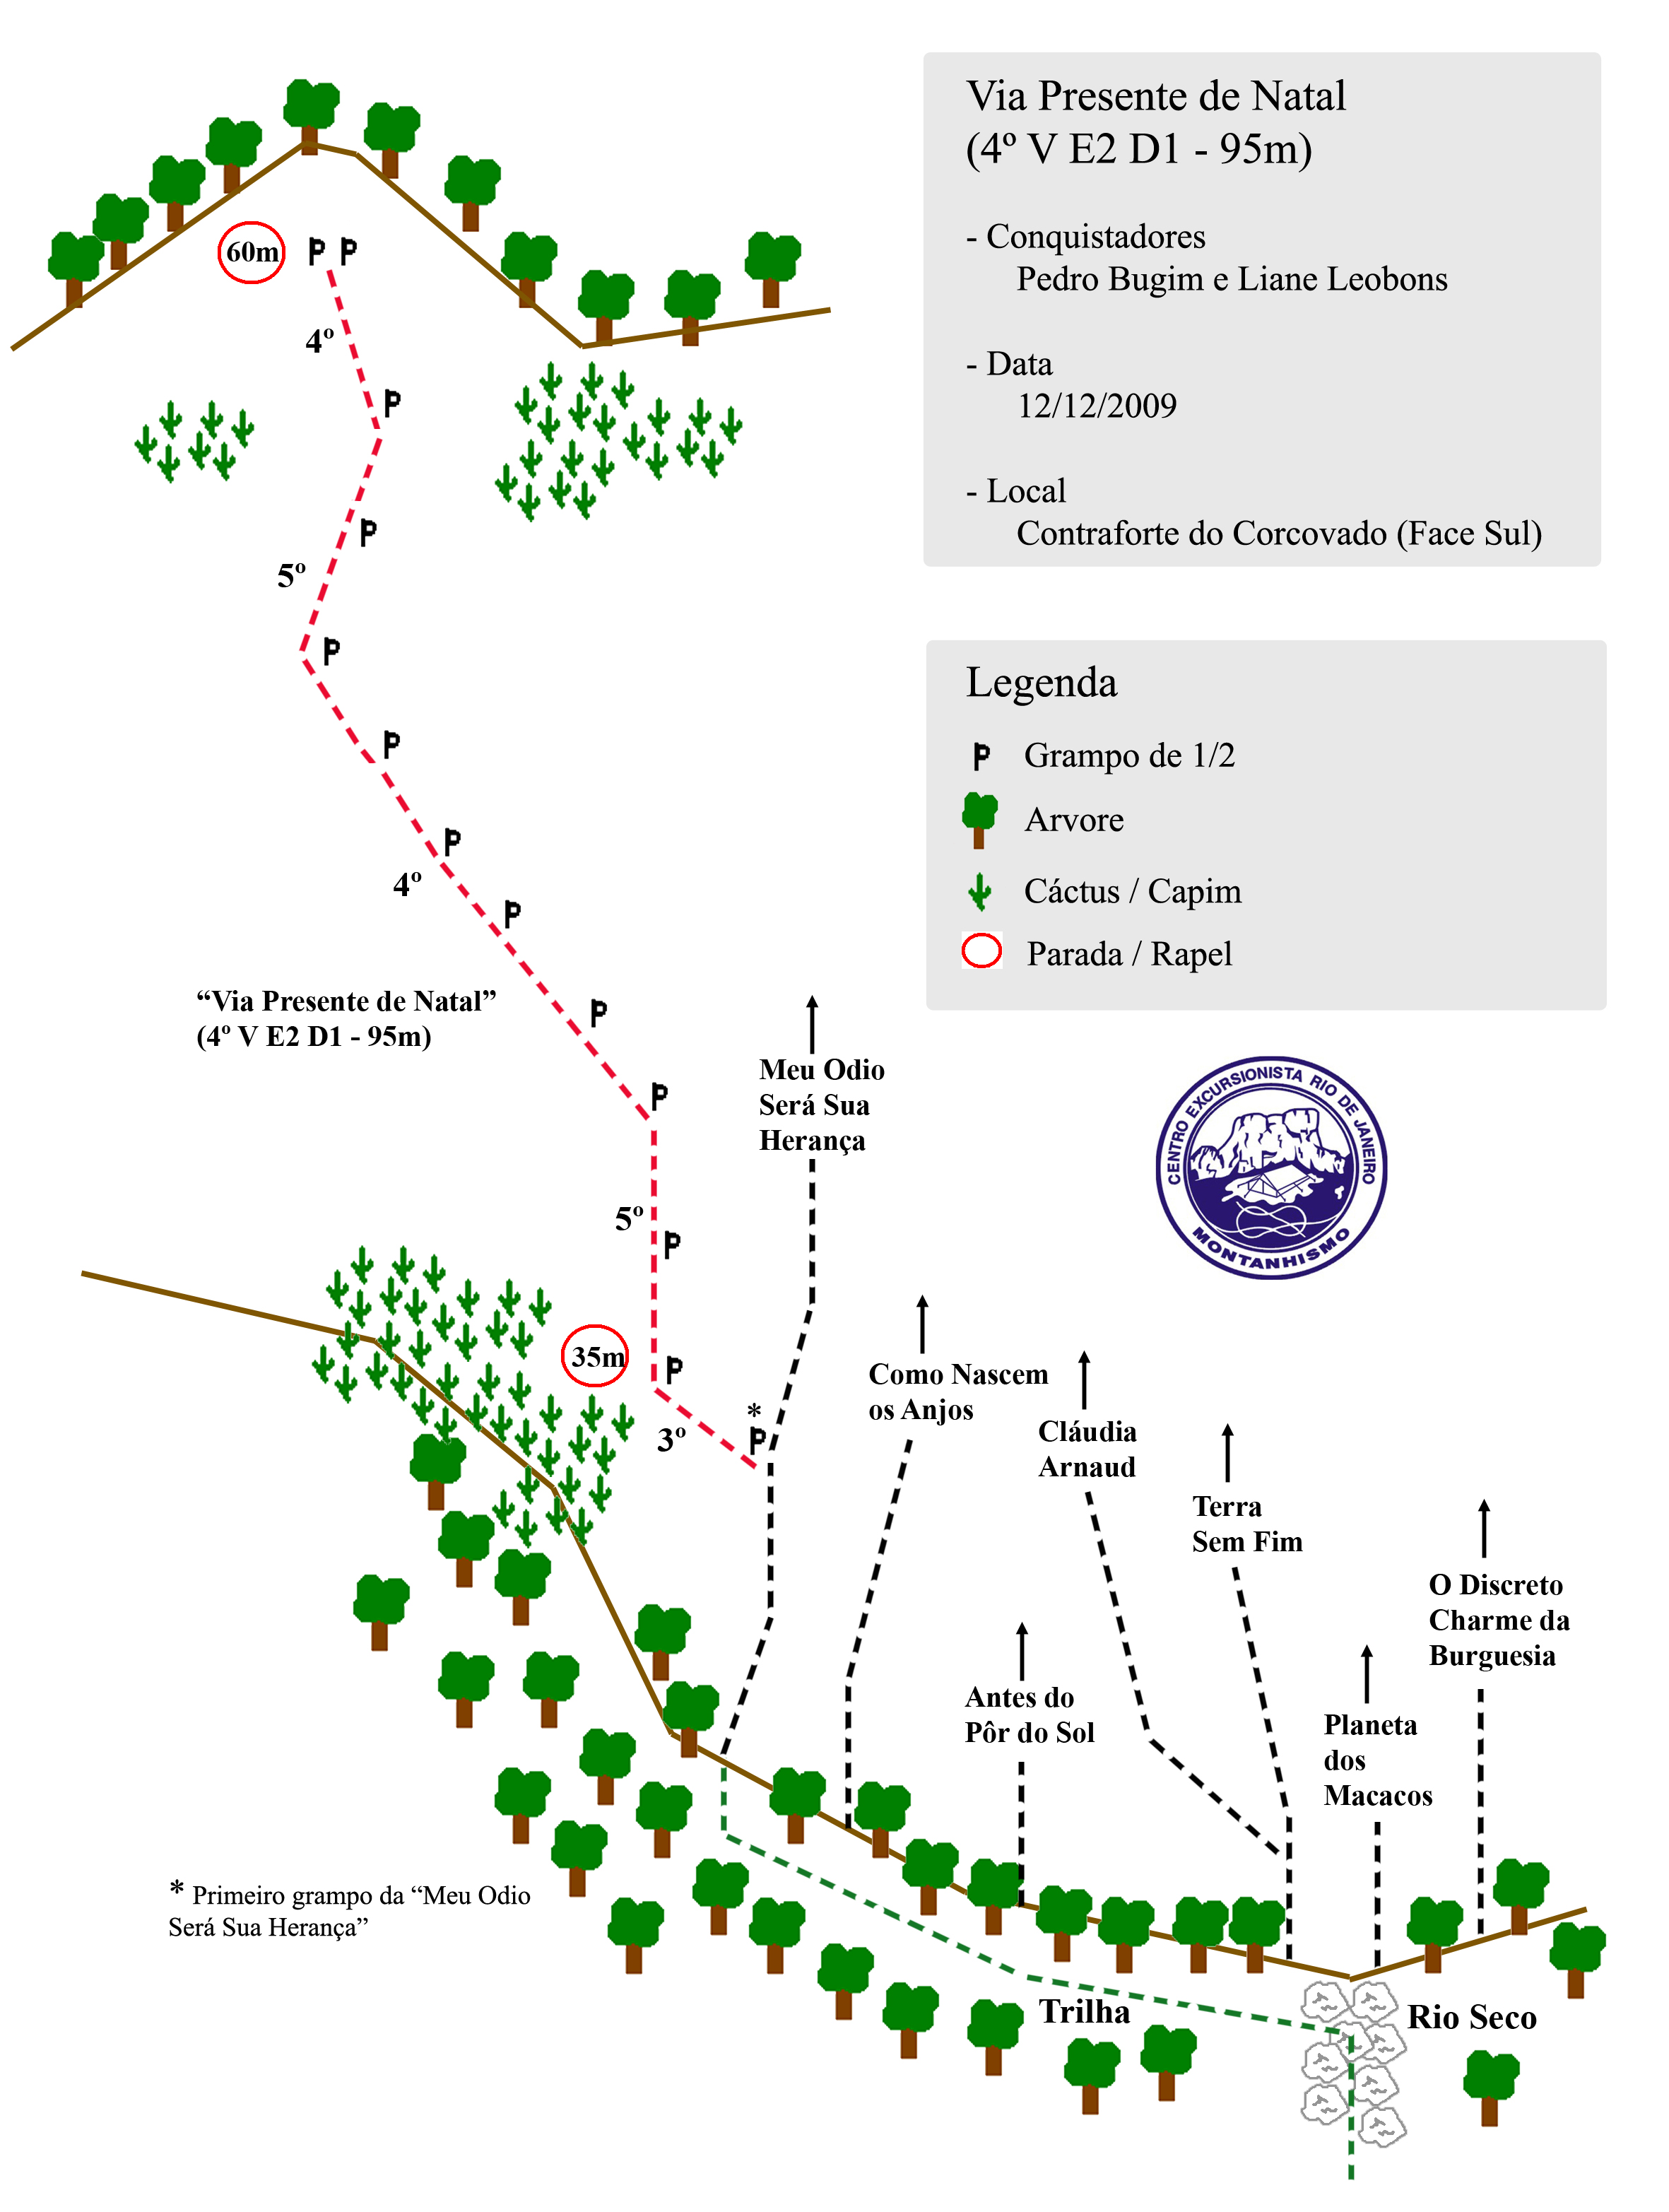 Via Presente de Natal
(4º V E2 D1 - 95m)
- Conquistadores
Pedro Bugim e Liane Leobons
- Data
12/12/2009
- Local
Contraforte do Corcovado (Face Sul)
Legenda
Grampo de 1/2
Arvore
Cáctus / Capim
Parada / Rapel
60m
4º
5º
4º
“Via Presente de Natal”
(4º V E2 D1 - 95m)
5º
35m
3º
*
Meu Odio
Será Sua
Herança
Como Nascem
os Anjos
Cláudia
Arnaud
Terra
Sem Fim
O Discreto
Charme da
Burguesia
Antes do
Pôr do Sol
Planeta
dos
Macacos
CENTRO EXCURSIONISTA RIO DE JANEIRO
MONTANHISMO
* Primeiro grampo da “Meu Odio
Será Sua Herança”
Trilha
Rio Seco